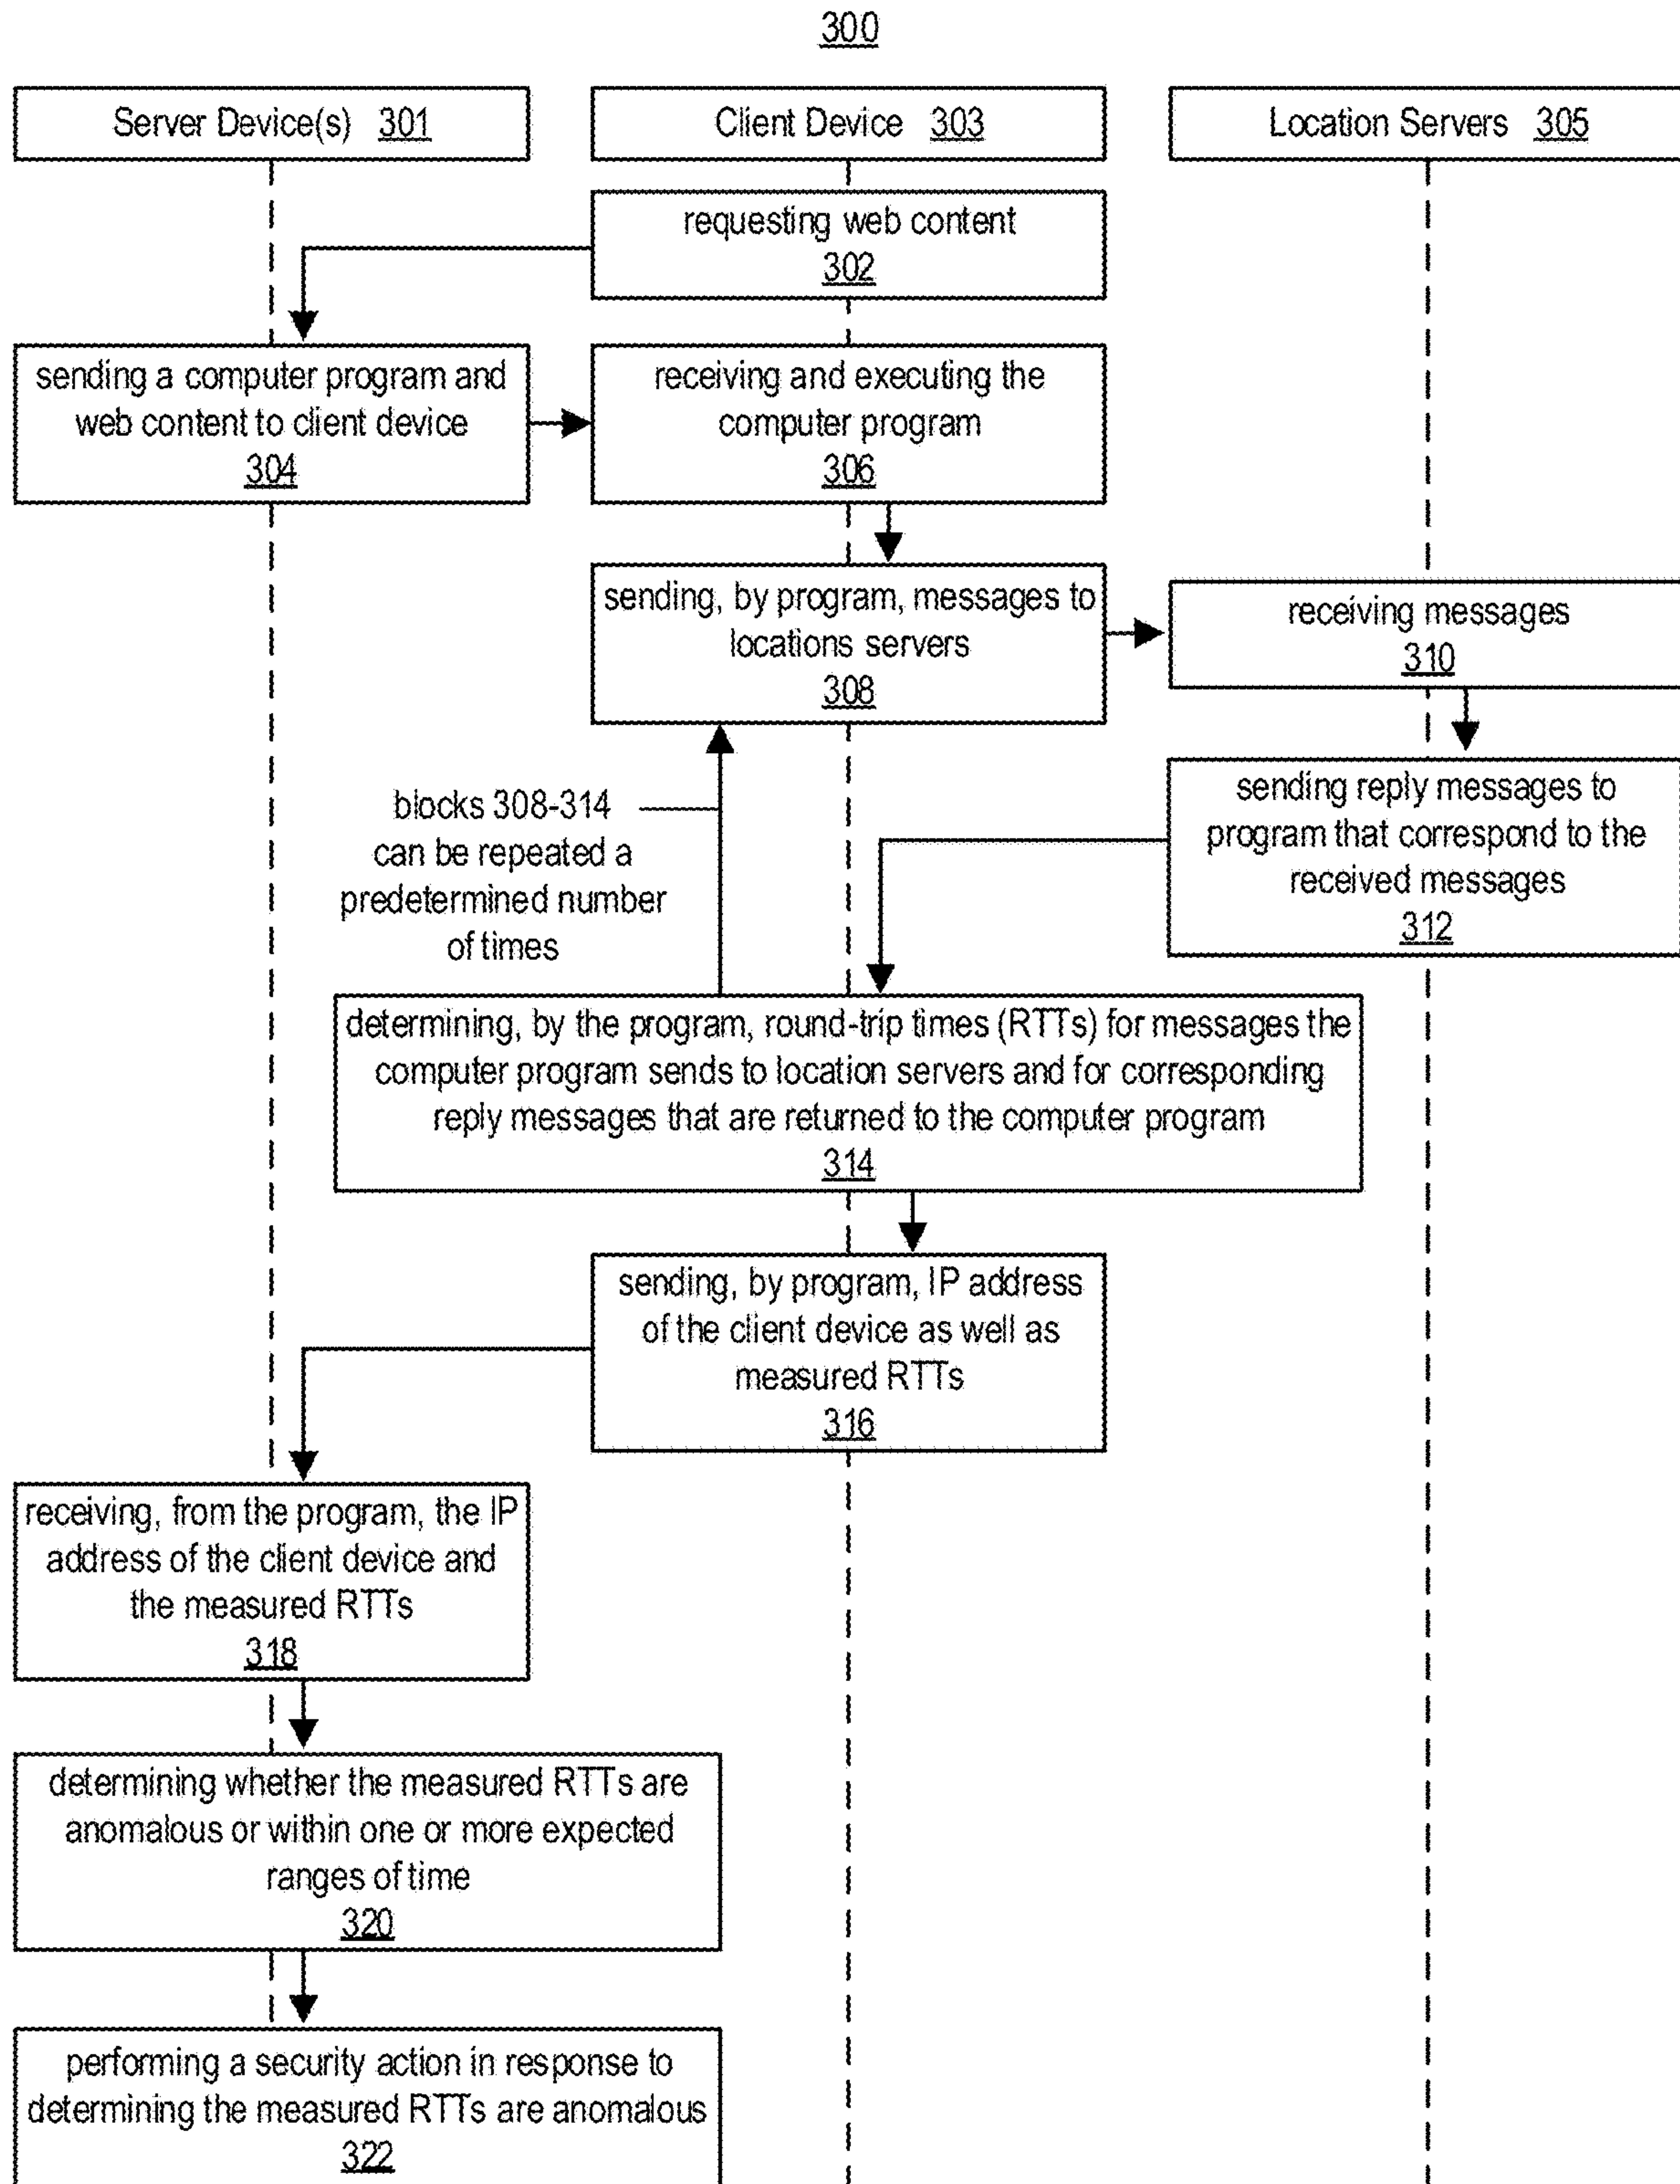 300
Server Device(s) 301
Client Device 303
Location Servers 305
requesting web content
302
sending a computer program and
web content to client device
304
receiving and executing the
computer program
306
sending, by program, messages to
locations servers
308
receiving messages
310
sending reply messages to
program that correspond to the
received messages
312
blocks 308-314
can be repeated a
predetermined number
of times
determining, by the program, round-trip times (RTTs) for messages the
computer program sends to location servers and for corresponding
reply messages that are returned to the computer program
314
sending, by program, IP address
of the client device as well as
measured RTTs
316
receiving, from the program, the IP
address of the client device and
the measured RTTs
318
determining whether the measured RTTs are
anomalous or within one or more expected
ranges of time
320
performing a security action in response to
determining the measured RTTs are anomalous
322